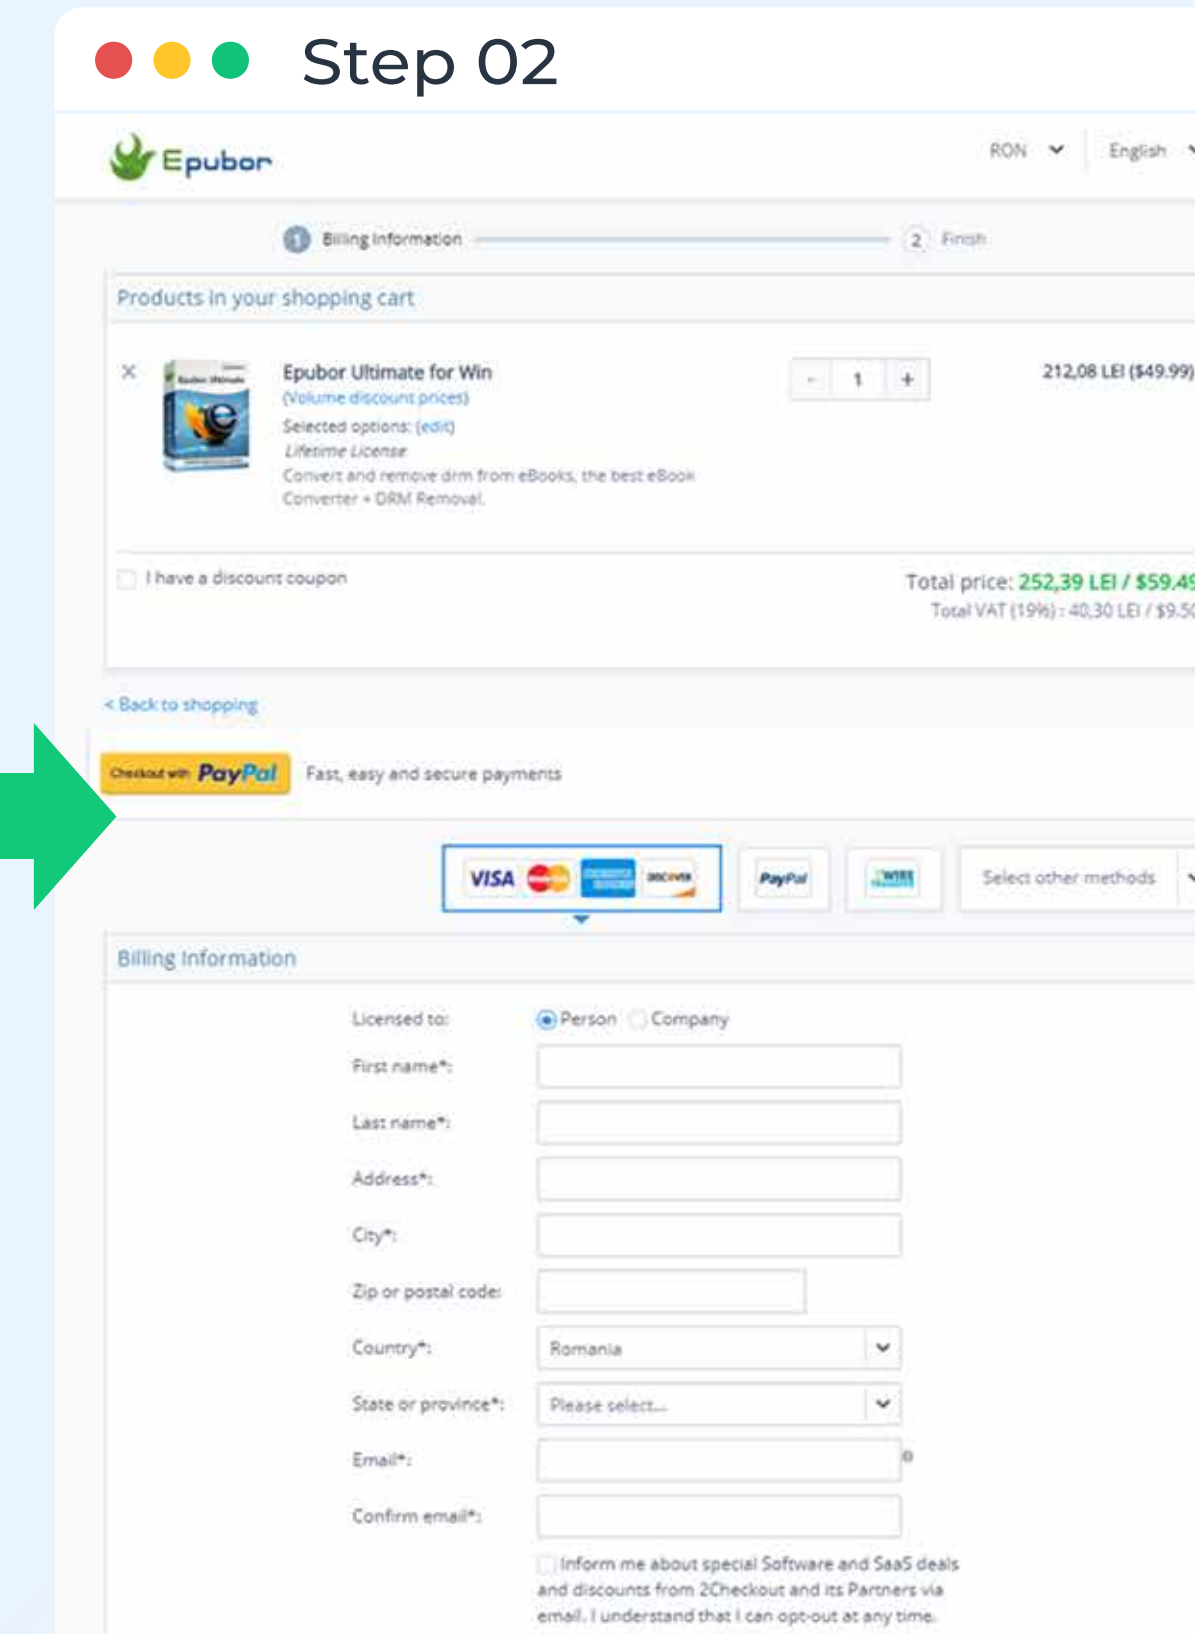 Step 02
Epubor
RON
English
1 Billing Information
2 Finish
Products in your shopping cart
Epubor Ultimate for Win
(Volume discount prices)
Selected options: (edit)
Lifetime License
Convert and remove drm from eBooks, the best eBook
Converter + DRM Removal.
- 1 +
212,08 LEI ($49.99)
I have a discount coupon
Total price: 252,39 LEI / $59.49
Total VAT (19%) : 40,30 LEI / $9.50
< Back to shopping
Checkout with PayPal
Fast, easy and secure payments
VISA
DISCOVER
PayPal
WIRE
Select other methods
Billing Information
Licensed to:
Person
Company
First name*:
Last name*:
Address*:
City*:
Zip or postal code:
Country*:
Romania
State or province*:
Please select...
Email*:
Confirm email*:
Inform me about special Software and SaaS deals
and discounts from 2Checkout and its Partners via
email. I understand that I can opt-out at any time.